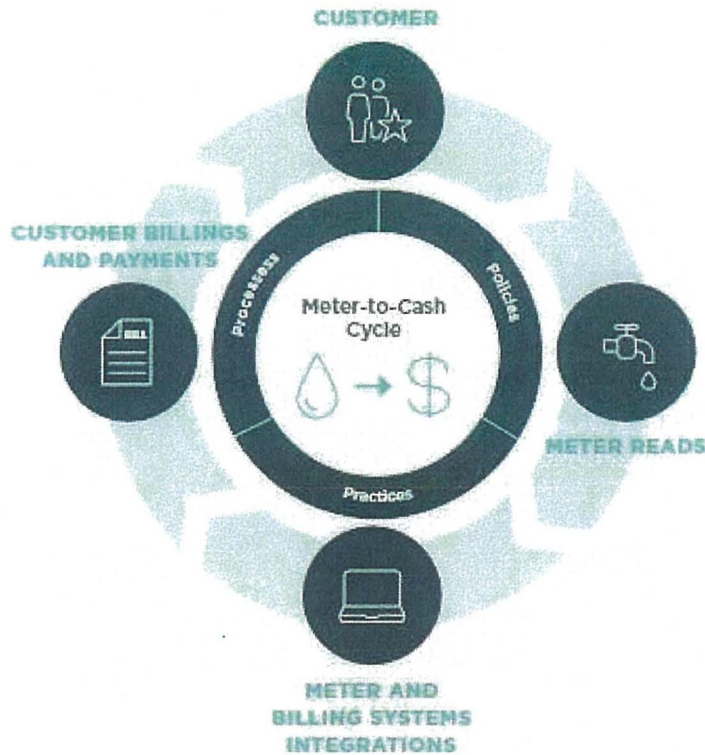 CUSTOMER
CUSTOMER BILLINGS
AND PAYMENTS
Processess
Policies
Meter-to-Cash
Cycle
$
BILL
METER READS
Practices
METER AND
BILLING SYSTEMS
INTEGRATIONS